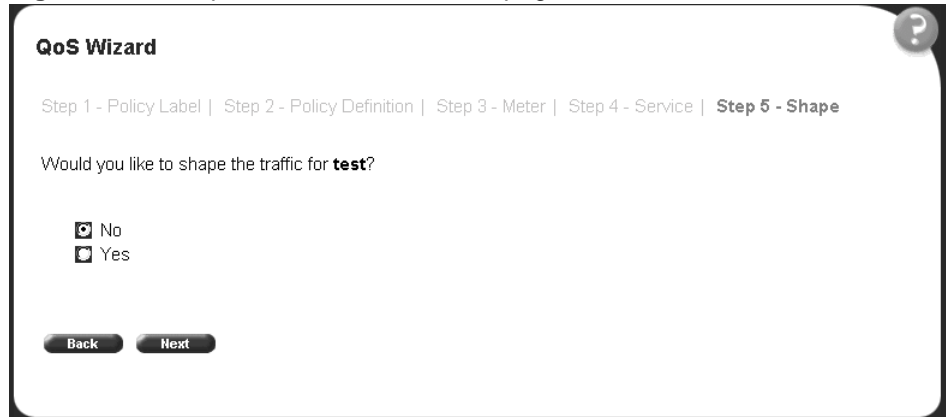 QoS Wizard
Step 1 - Policy Label | Step 2 - Policy Definition | Step 3 - Meter | Step 4 - Service | Step 5 - Shape
Would you like to shape the traffic for test?
No
Yes
Back Next